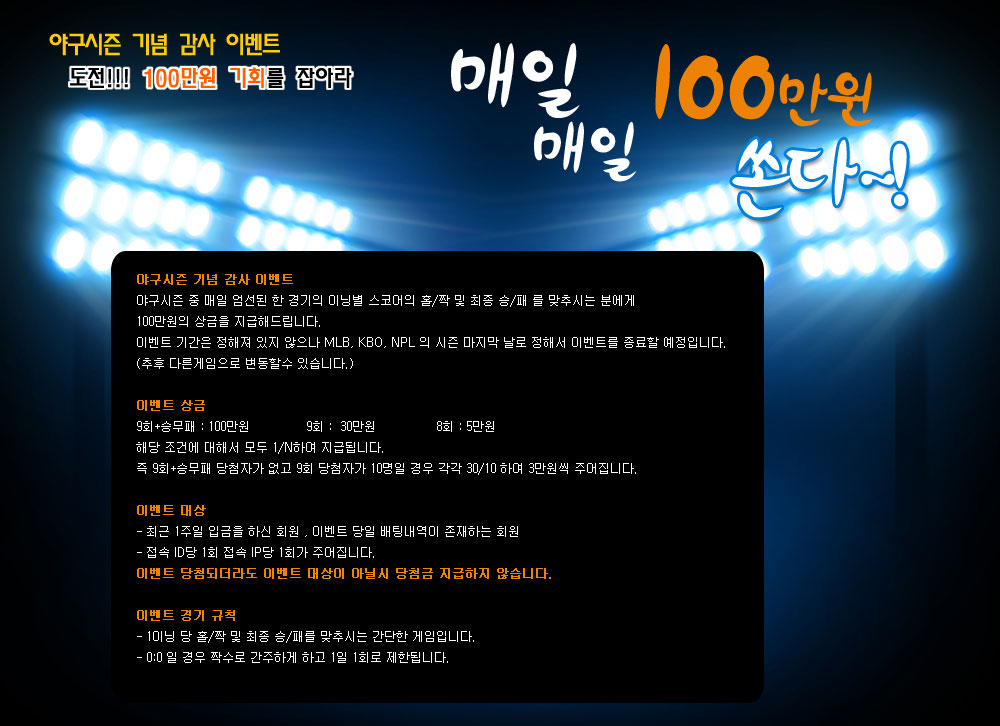 야구시즌 기념 감사 이벤트
도전!!! 100만원 기회를 잡아라
매일
매일
100만원
쏜다~!
야구시즌 기념 감사 이벤트
야구시즌 중 매일 엄선된 한 경기의 이닝별 스코어의 홀/짝 및 최종 승/패 를 맞추시는 분에게
100만원의 상금을 지급해드립니다.
이벤트 기간은 정해져 있지 않으나 MLB, KBO, NPL 의 시즌 마지막 날로 정해서 이벤트를 종료할 예정입니다.
(추후 다른게임으로 변동할수 있습니다.)
이벤트 상금
9회+승무패 : 100만원 9회 : 30만원 8회 : 5만원
해당 조건에 대해서 모두 1/N하여 지급됩니다.
즉 9회+승무패 당첨자가 없고 9회 당첨자가 10명일 경우 각각 30/10 하여 3만원씩 주어집니다.
이벤트 대상
- 최근 1주일 입금을 하신 회원 , 이벤트 당일 배팅내역이 존재하는 회원
- 접속 ID당 1회 접속 IP당 1회가 주어집니다.
이벤트 당첨되더라도 이벤트 대상이 아닐시 당첨금 지급하지 않습니다.
이벤트 경기 규칙
- 1이닝 당 홀/짝 및 최종 승/패를 맞추시는 간단한 게임입니다.
- 0:0 일 경우 짝수로 간주하게 하고 1일 1회로 제한됩니다.